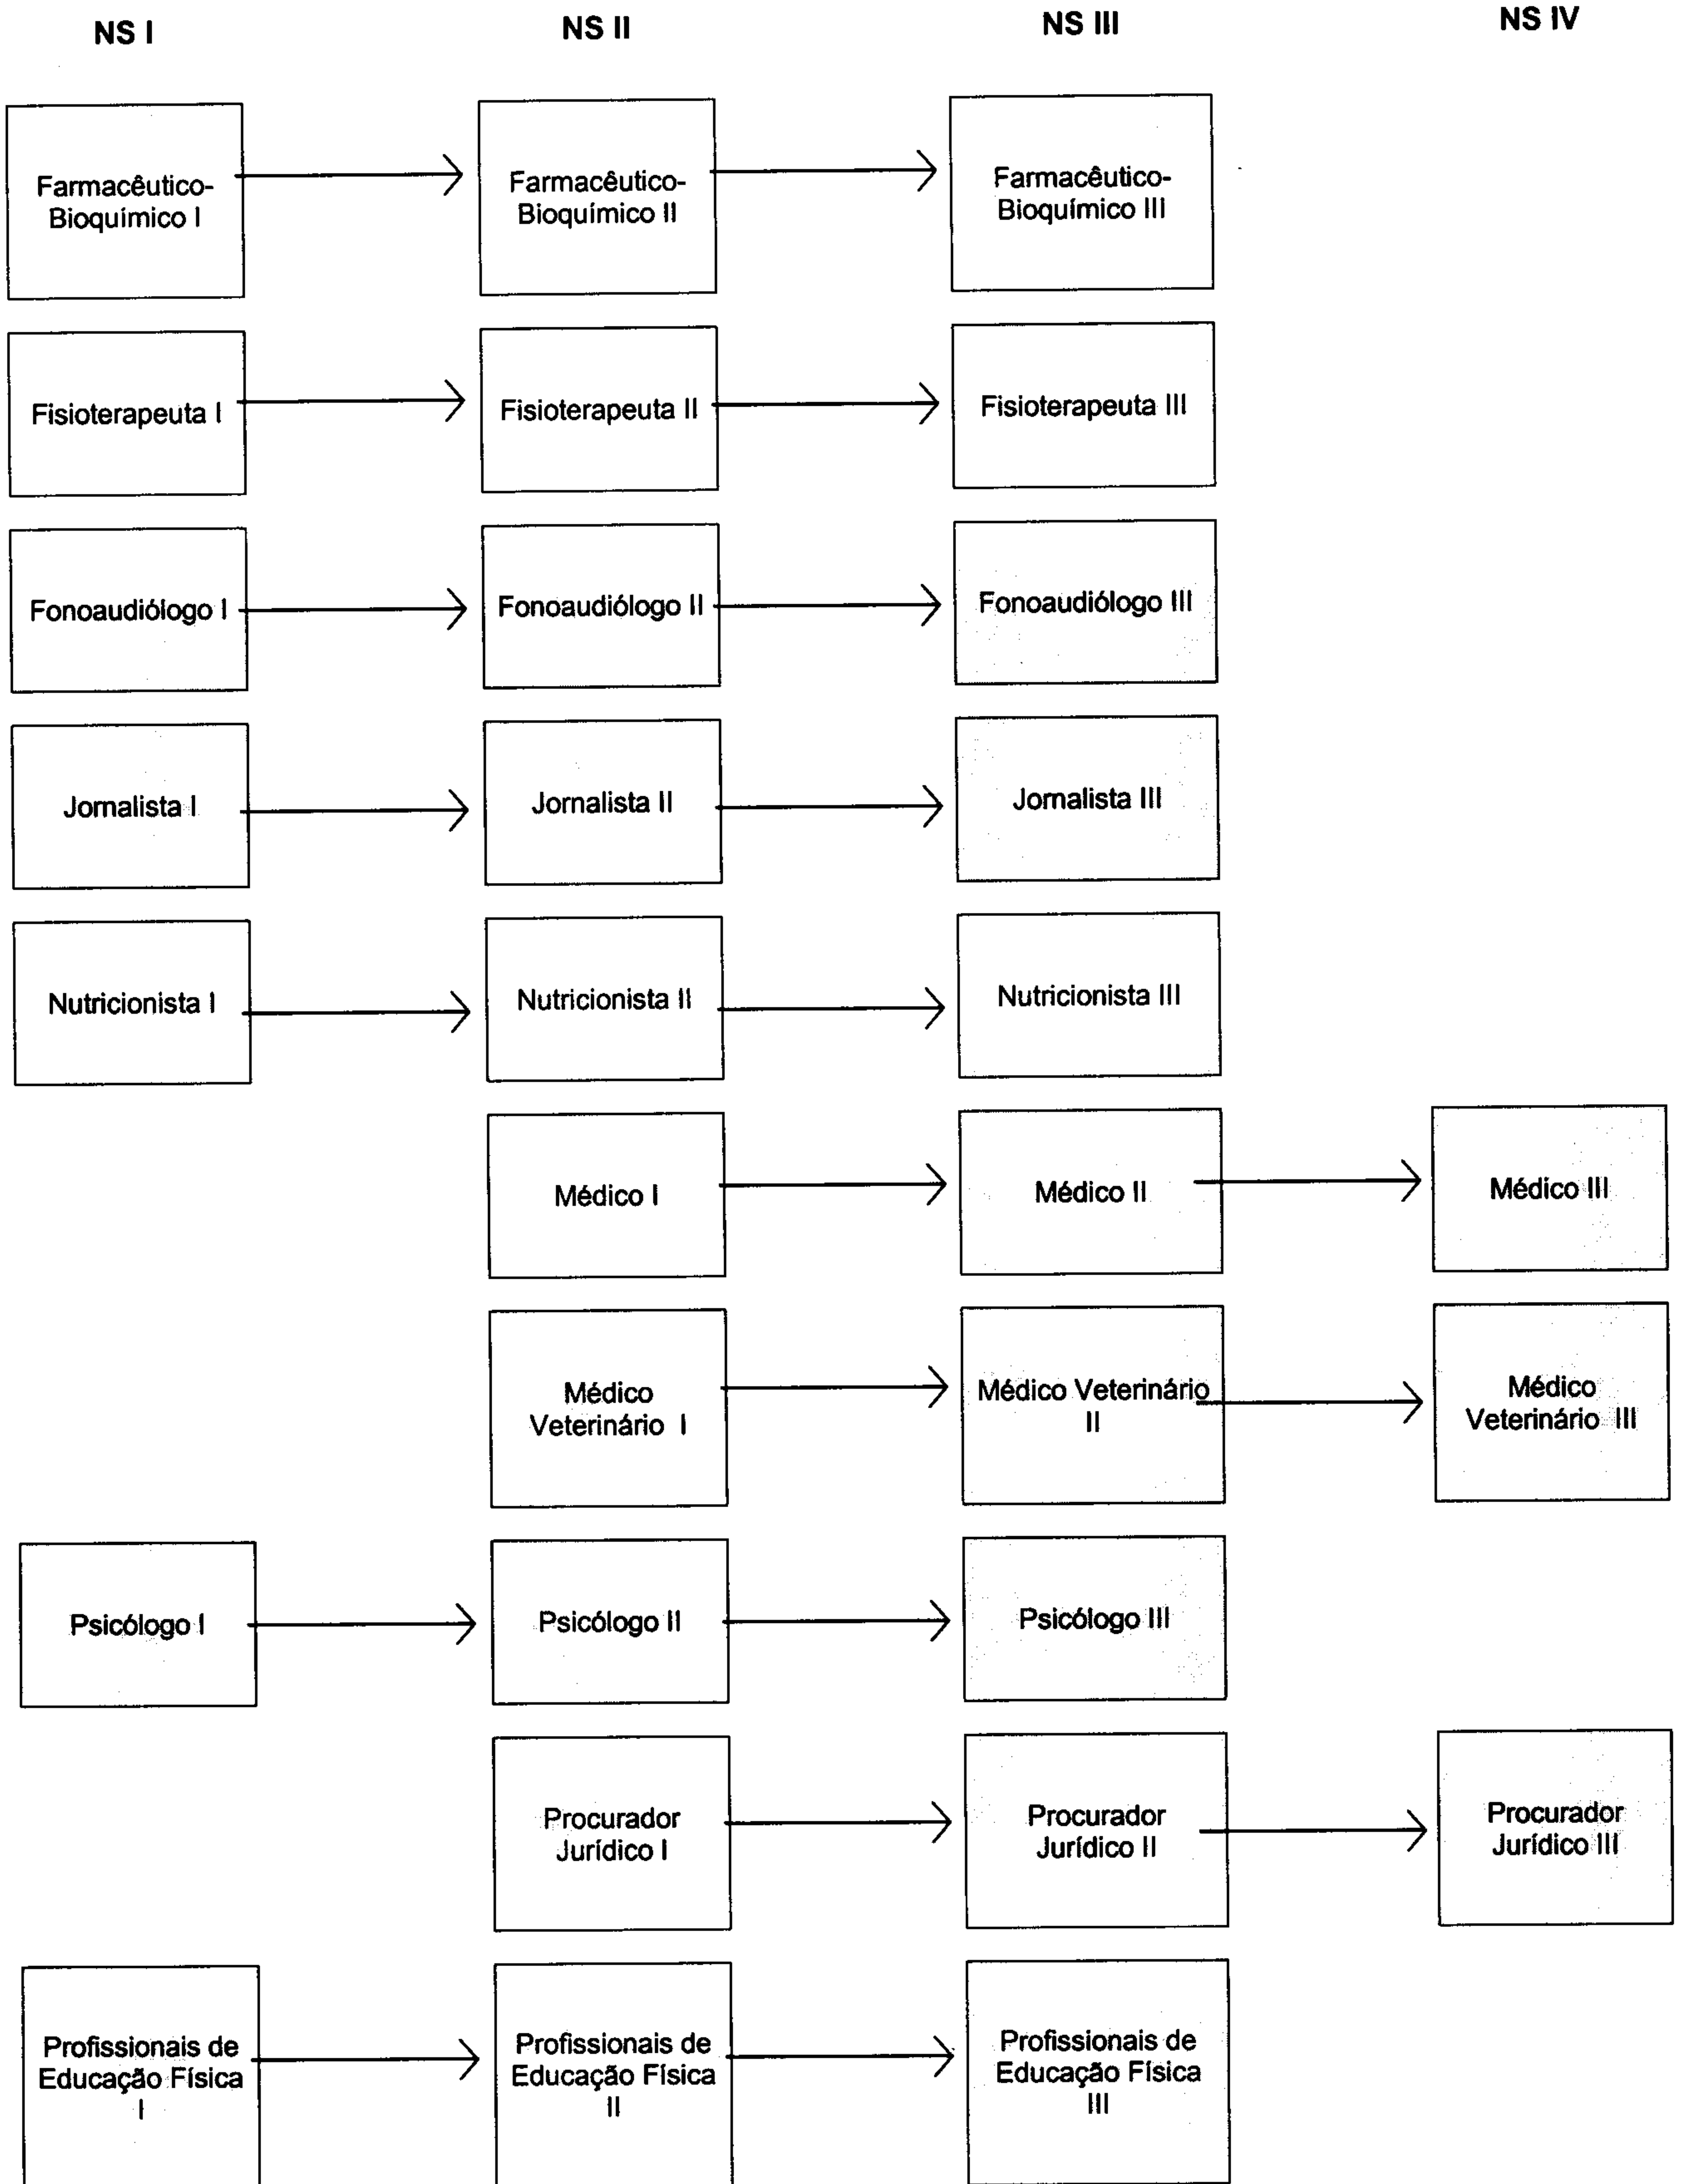 NS I
NS II
NS III
NS IV
Farmacêutico-
Bioquímico I
Farmacêutico-
Bioquímico II
Farmacêutico-
Bioquímico III
Fisioterapeuta I
Fisioterapeuta II
Fisioterapeuta III
Fonoaudiólogo I
Fonoaudiólogo II
Fonoaudiólogo III
Jornalista I
Jornalista II
Jornalista III
Nutricionista I
Nutricionista II
Nutricionista III
Médico I
Médico II
Médico III
Médico
Veterinário I
Médico Veterinário
II
Médico
Veterinário III
Psicólogo I
Psicólogo II
Psicólogo III
Procurador
Jurídico I
Procurador
Jurídico II
Procurador
Jurídico III
Profissionais de
Educação Física
I
Profissionais de
Educação Física
II
Profissionais de
Educação Física
III